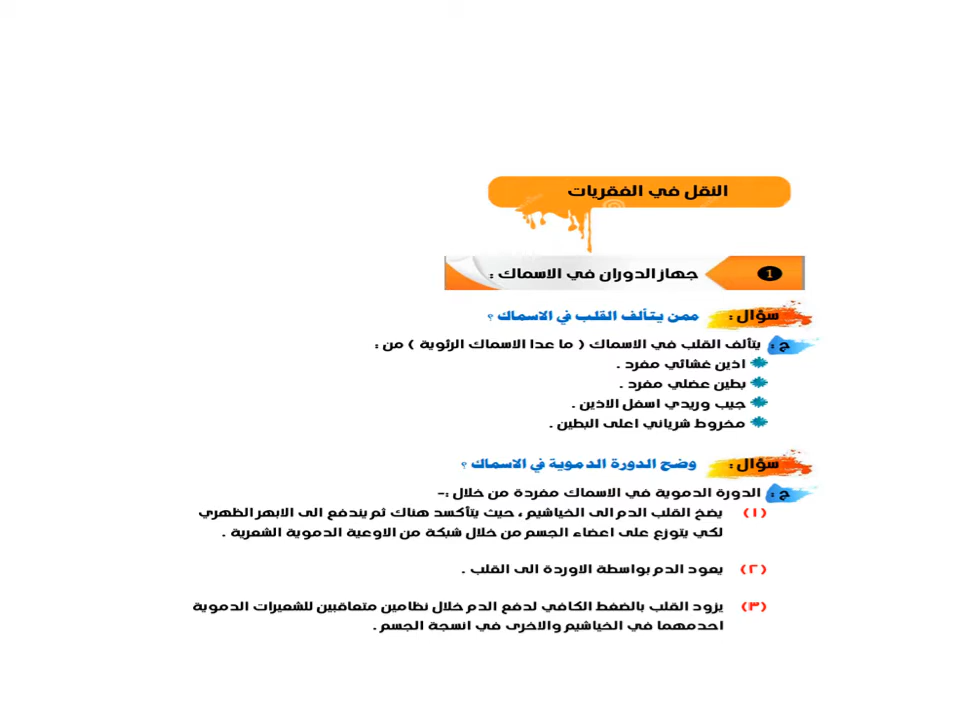 النقل في الفقريات
1 جهاز الدوران في الاسماك :
سؤال : ممن يتألف القلب في الاسماك ؟
ج : يتألف القلب في الاسماك ( ما عدا الاسماك الرئوية ) من :
اذين غشائي مفرد .
بطين عضلي مفرد .
جيب وريدي اسفل الاذين .
مخروط شرياني اعلى البطين .
سؤال : وضح الدورة الدموية في الاسماك ؟
ج : الدورة الدموية في الاسماك مفردة من خلال :-
(١) يضخ القلب الدم الى الخياشيم ، حيث يتأكسد هناك ثم يندفع الى الابهر الظهري
لكي يتوزع على اعضاء الجسم من خلال شبكة من الاوعية الدموية الشعرية .
(٢) يعود الدم بواسطة الاوردة الى القلب .
(٣) يزود القلب بالضغط الكافي لدفع الدم خلال نظامين متعاقبين للشعيرات الدموية
احدمهما في الخياشيم والاخرى في انسجة الجسم .